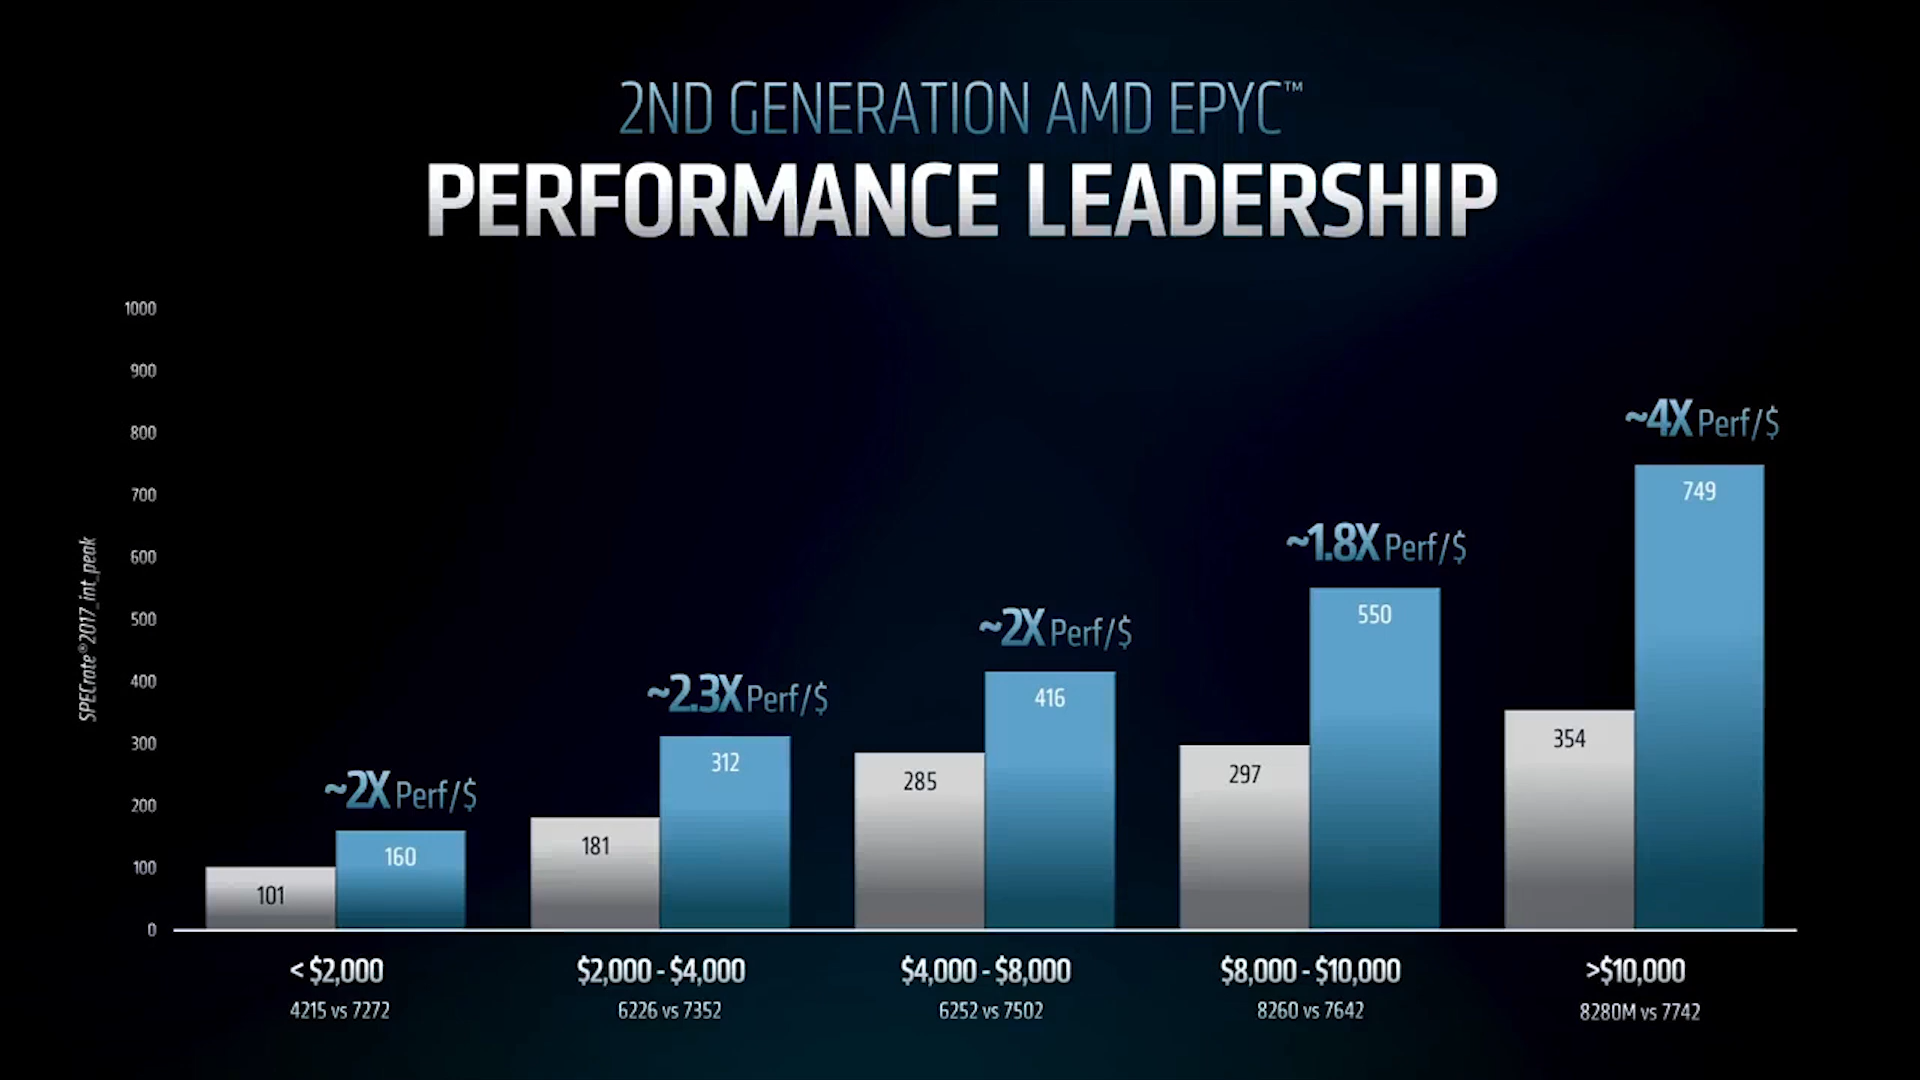 2ND GENERATION AMD EPYC™
PERFORMANCE LEADERSHIP
SPECrate®2017_int_peak
1000
900
800
700
600
500
400
300
200
100
0
~2X Perf/$
101
160
~2.3X Perf/$
181
312
~2X Perf/$
285
416
~1.8X Perf/$
297
550
~4X Perf/$
354
749
< $2,000
4215 vs 7272
$2,000 - $4,000
6226 vs 7352
$4,000 - $8,000
6252 vs 7502
$8,000 - $10,000
8260 vs 7642
>$10,000
8280M vs 7742